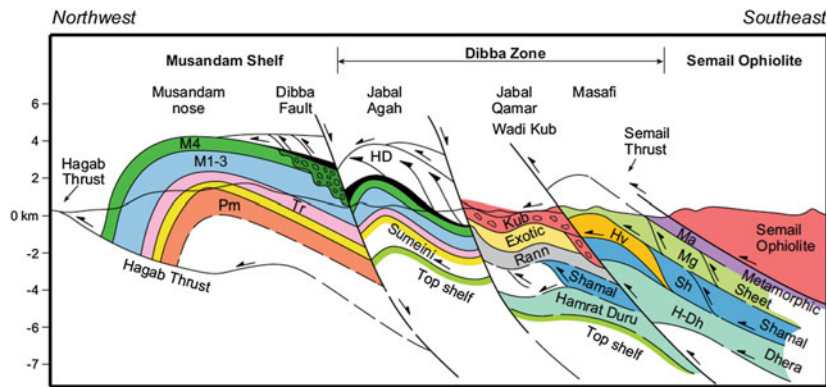 Northwest
Southeast
Musandam Shelf
Dibba Zone
Semail Ophiolite
Musandam
nose
Dibba
Fault
Jabal
Agah
Jabal
Qamar
Masafi
Wadi Kub
Semail
Thrust
Hagab
Thrust
6
4
2
0 km
-2
-4
-6
-7
M4
M1-3
Tr
Pm
Hagab Thrust
HD
Sumeini
Top shelf
Kub
Exotic
Rann
Shamal
Hamrat Duru
Top shelf
Hv
Sh
H-Dh
Mg
Ma
Sheet
Metamorphic
Shamal
Dhera
Semail
Ophiolite